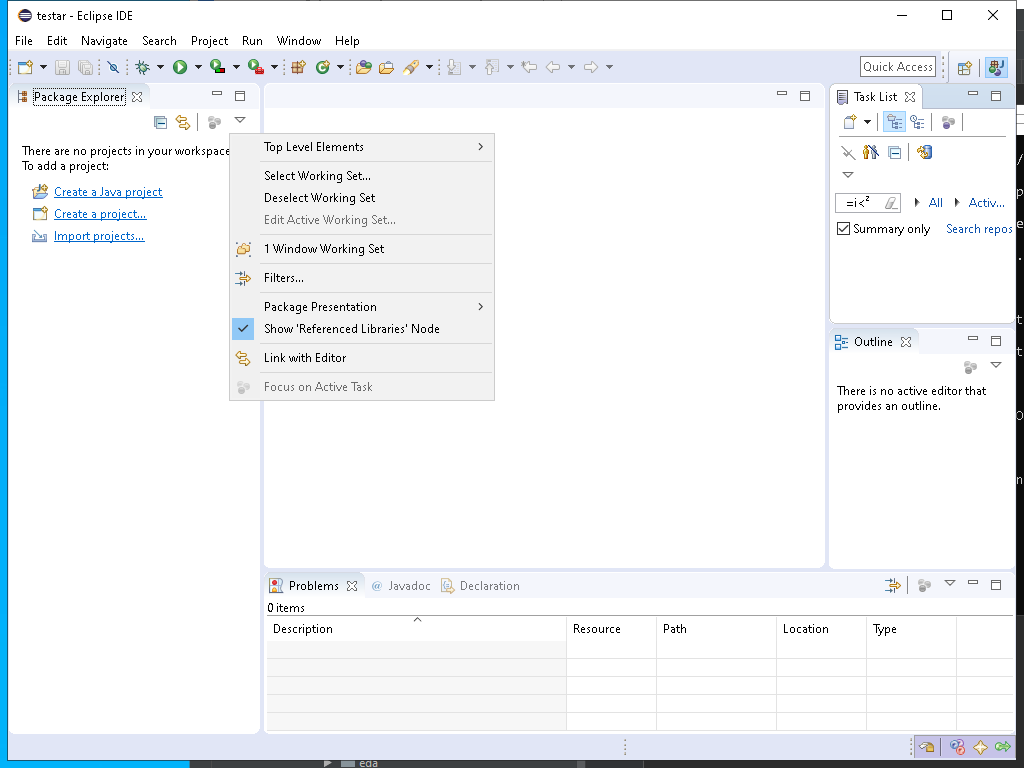 testar - Eclipse IDE
File Edit Navigate Search Project Run Window Help
Quick Access
Package Explorer
There are no projects in your workspace
To add a project:
Create a Java project
Create a project...
Import projects...
Top Level Elements
Select Working Set...
Deselect Working Set
Edit Active Working Set...
1 Window Working Set
Filters...
Package Presentation
Show 'Referenced Libraries' Node
Link with Editor
Focus on Active Task
Task List
All Activ...
Summary only Search repos
Outline
There is no active editor that
provides an outline.
Problems @ Javadoc Declaration
0 items
Description Resource Path Location Type
eda